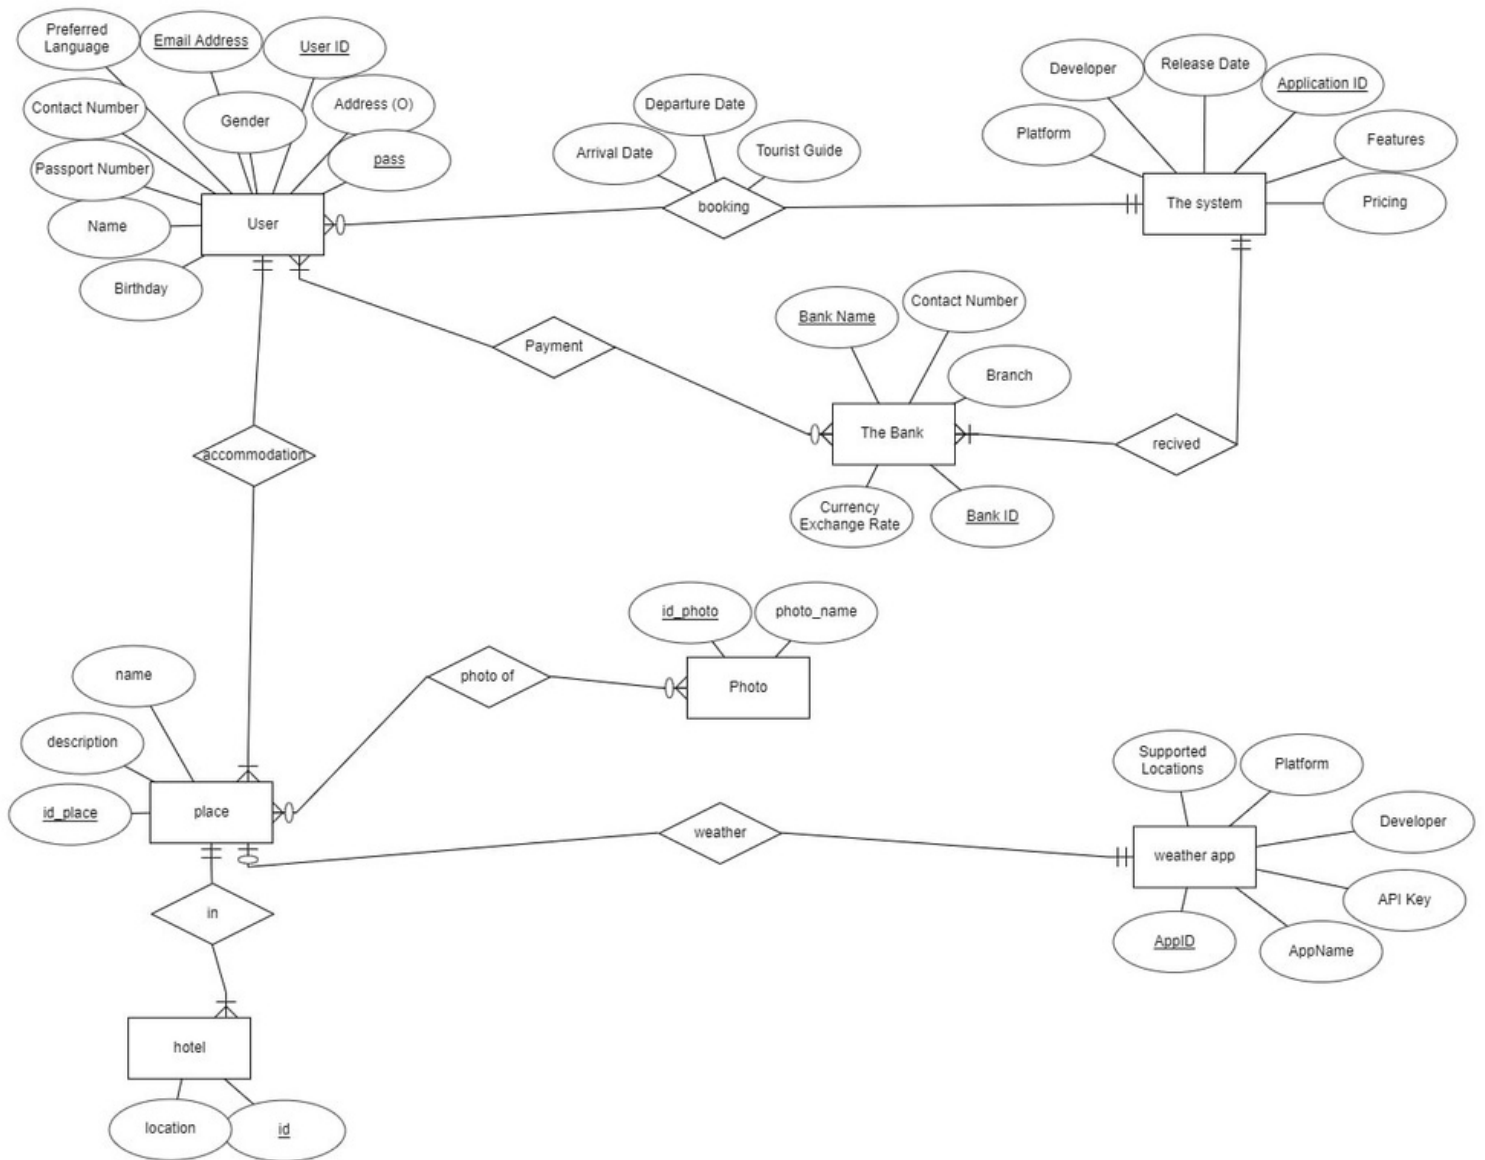 Preferred
Language
Email Address
User ID
Contact Number
Gender
Address (O)
pass
Passport Number
Name
User
Birthday
Departure Date
Arrival Date
Tourist Guide
booking
Developer
Release Date
Application ID
Platform
Features
The system
Pricing
Payment
Bank Name
Contact Number
Branch
The Bank
recived
Currency
Exchange Rate
Bank ID
accommodation
id_photo
photo_name
photo of
Photo
name
description
id_place
place
weather
Supported
Locations
Platform
Developer
weather app
API Key
AppID
AppName
in
hotel
location
id